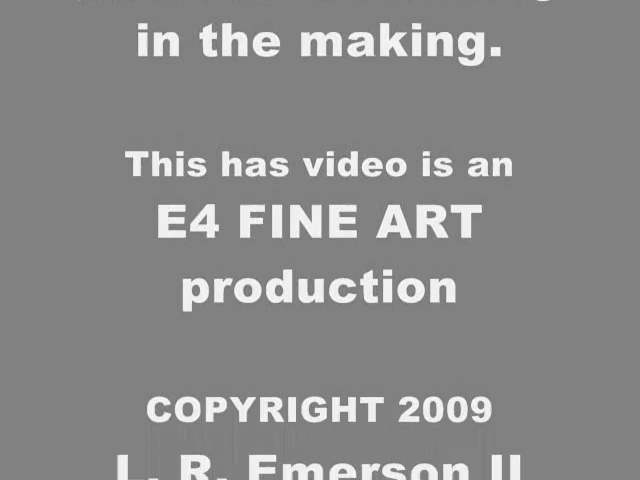 in the making.
This has video is an
E4 FINE ART
production
COPYRIGHT 2009
L. R. Emerson II